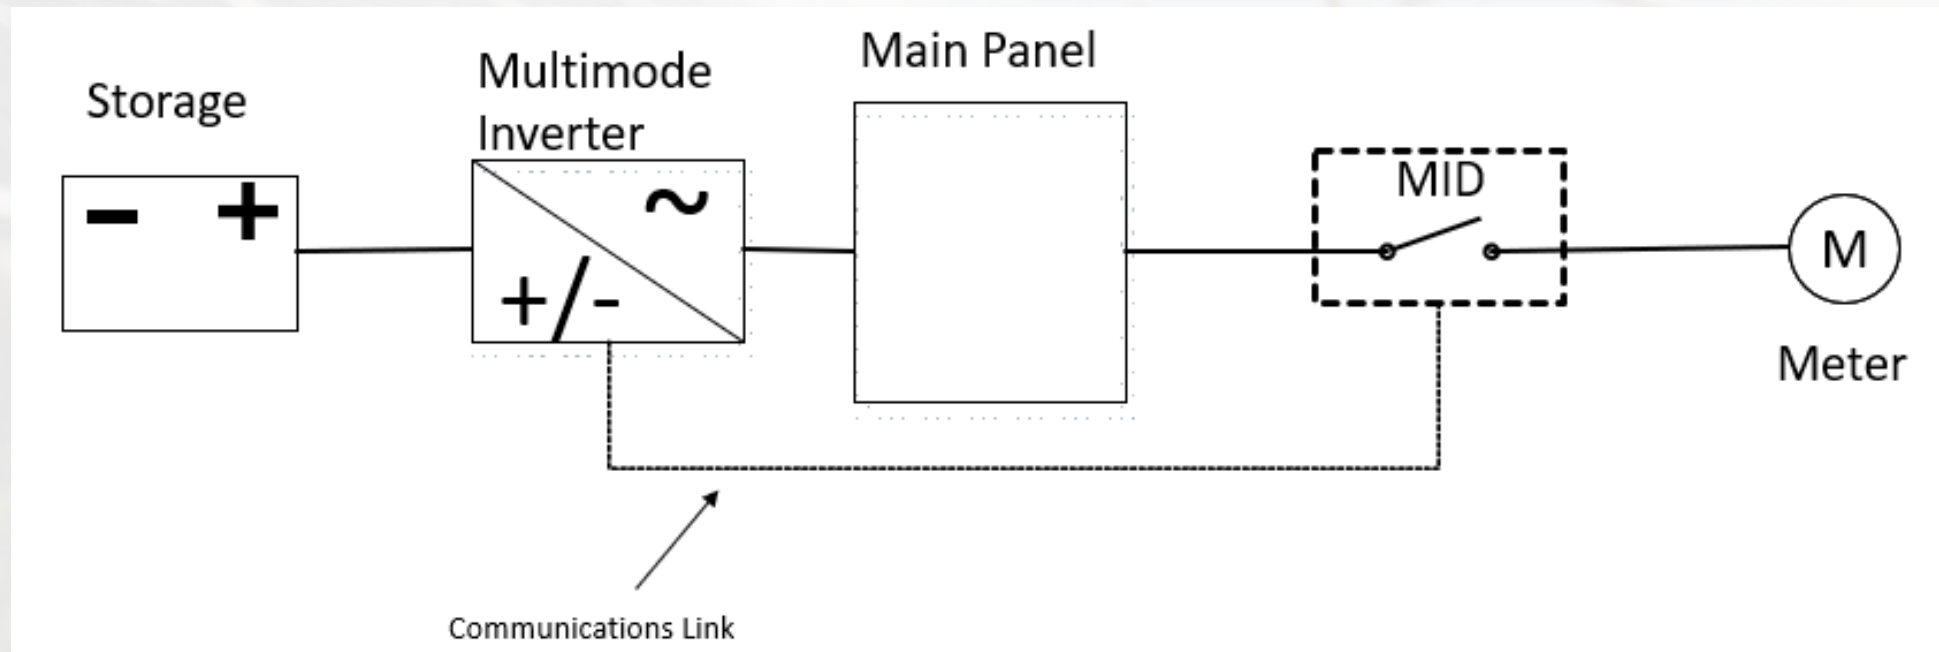 Storage
Multimode
Inverter
Main Panel
MID
- +
~
+/-
M
Meter
Communications Link